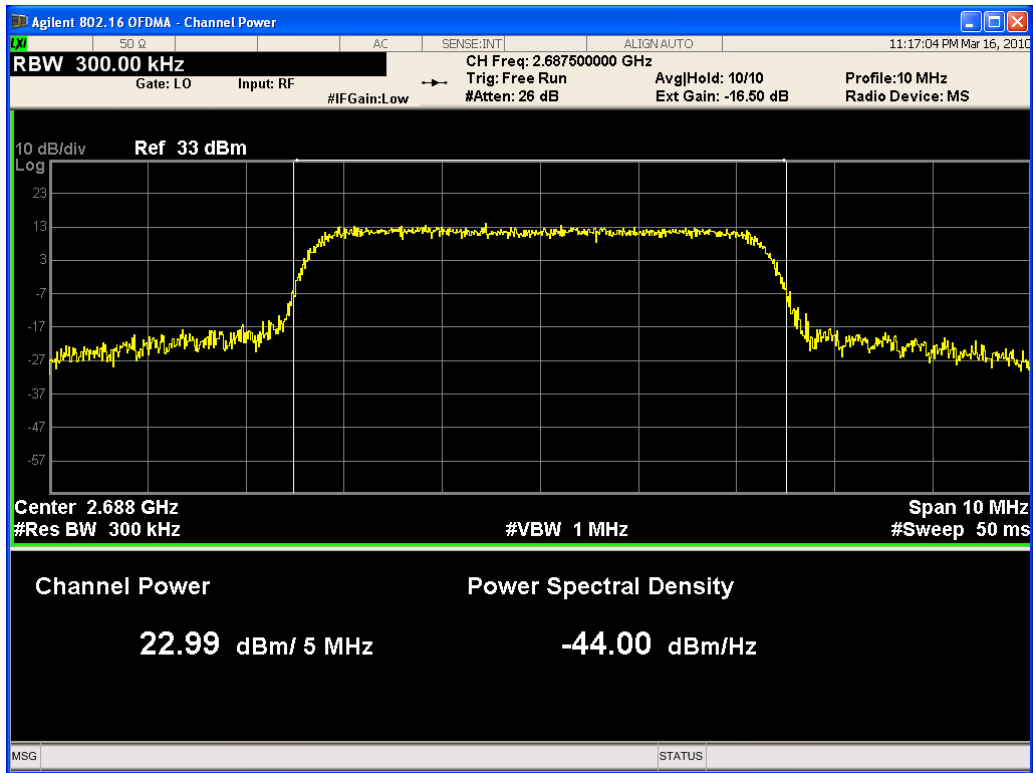 Agilent 802.16 OFDMA - Channel Power
LXI 50 Ω AC SENSE:INT ALIGN AUTO 11:17:04 PM Mar 16, 2010
RBW 300.00 kHz CH Freq: 2.687500000 GHz
Gate: LO Input: RF Trig: Free Run Avg|Hold: 10/10 Profile:10 MHz
#IFGain:Low #Atten: 26 dB Ext Gain: -16.50 dB Radio Device: MS
10 dB/div Ref 33 dBm
Log
23
13
3
-7
-17
-27
-37
-47
-57
Center 2.688 GHz Span 10 MHz
#Res BW 300 kHz #VBW 1 MHz #Sweep 50 ms
Channel Power Power Spectral Density
22.99 dBm/ 5 MHz -44.00 dBm/Hz
MSG STATUS